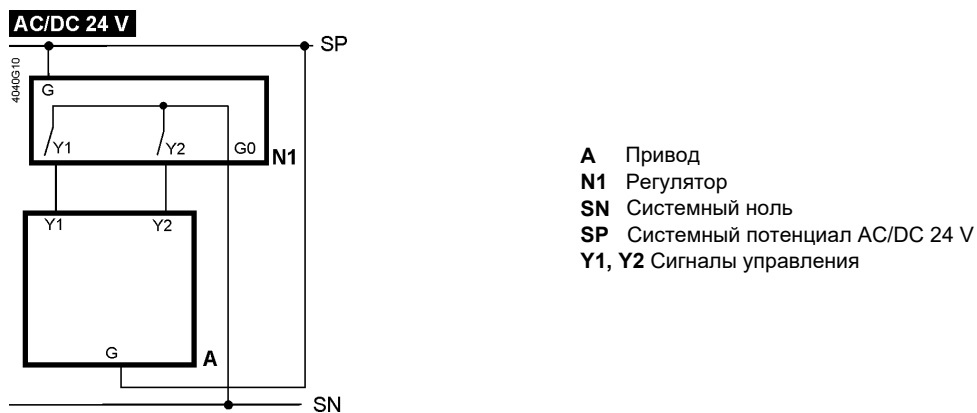 AC/DC 24 V
SP
4040G10
G
Y1
Y2
G0
N1
Y1
Y2
G
A
SN
A Привод
N1 Регулятор
SN Системный ноль
SP Системный потенциал AC/DC 24 V
Y1, Y2 Сигналы управления